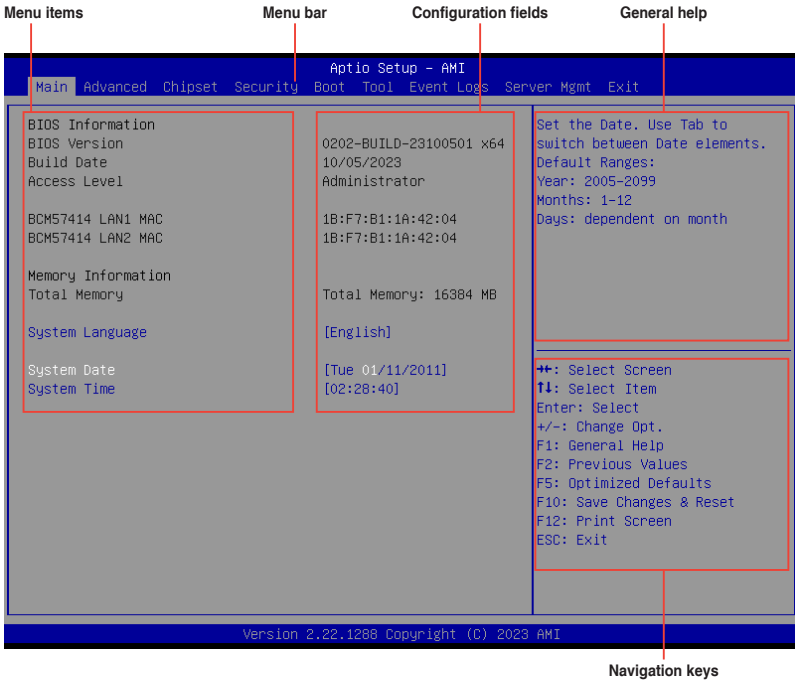 Menu items Menu bar Configuration fields General help
Aptio Setup - AMI
Main Advanced Chipset Security Boot Tool Event Logs Server Mgmt Exit
BIOS Information
BIOS Version 0202-BUILD-23100501 x64
Build Date 10/05/2023
Access Level Administrator
BCM57414 LAN1 MAC 1B:F7:B1:1A:42:04
BCM57414 LAN2 MAC 1B:F7:B1:1A:42:04
Memory Information
Total Memory Total Memory: 16384 MB
System Language [English]
System Date [Tue 01/11/2011]
System Time [02:28:40]
Set the Date. Use Tab to
switch between Date elements.
Default Ranges:
Year: 2005-2099
Months: 1-12
Days: dependent on month
→←: Select Screen
↑↓: Select Item
Enter: Select
+/-: Change Opt.
F1: General Help
F2: Previous Values
F5: Optimized Defaults
F10: Save Changes & Reset
F12: Print Screen
ESC: Exit
Version 2.22.1288 Copyright (C) 2023 AMI
Navigation keys